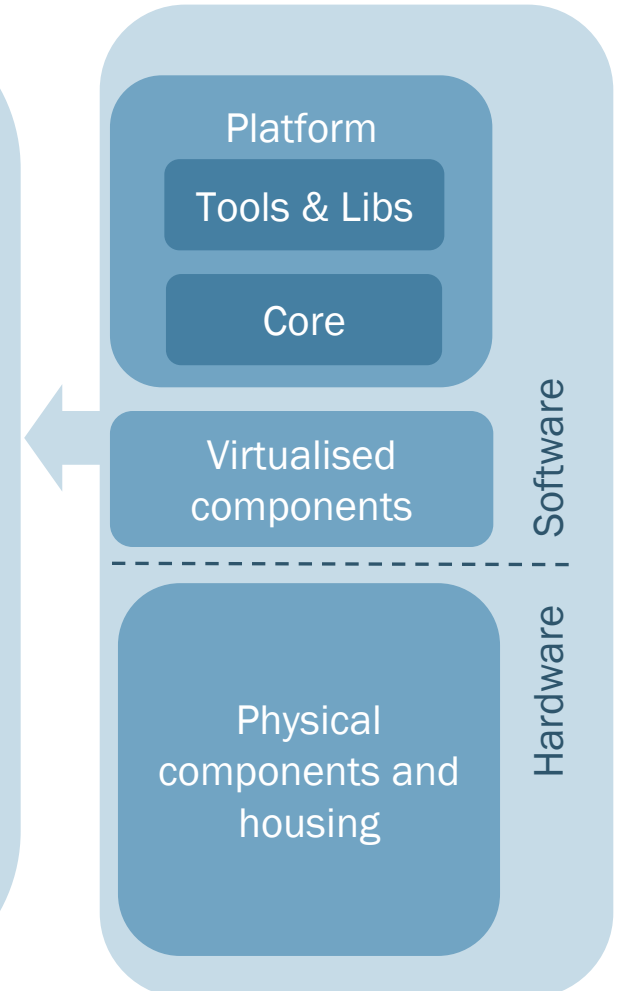 Platform
Tools & Libs
Core
Virtualised
components
Software
Physical
components and
housing
Hardware